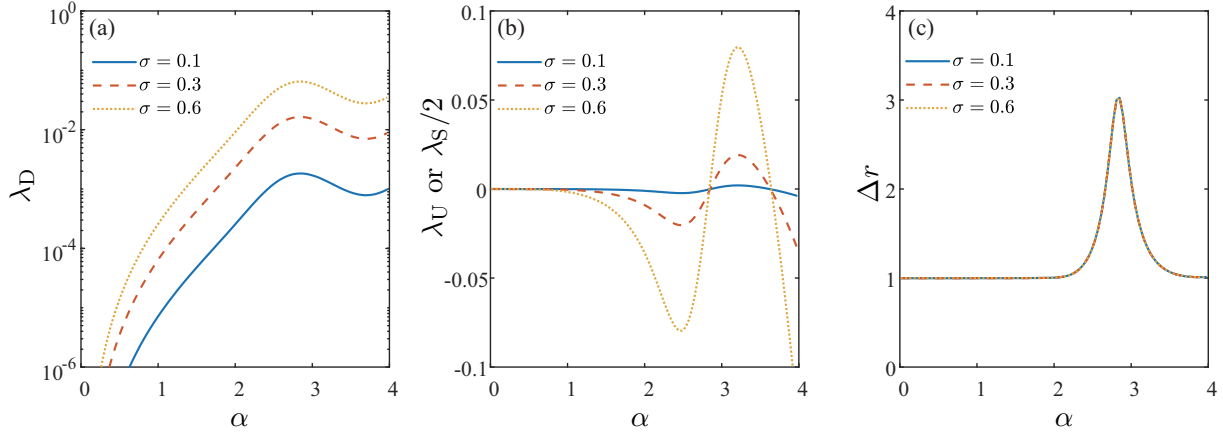 (a)
σ = 0.1
σ = 0.3
σ = 0.6
10⁰
10⁻²
10⁻⁴
10⁻⁶
λ_D
0 1 2 3 4
α
(b)
σ = 0.1
σ = 0.3
σ = 0.6
0.1
0.05
0
-0.05
-0.1
λ_U or λ_S/2
0 1 2 3 4
α
(c)
σ = 0.1
σ = 0.3
σ = 0.6
4
3
2
1
0
Δr
0 1 2 3 4
α